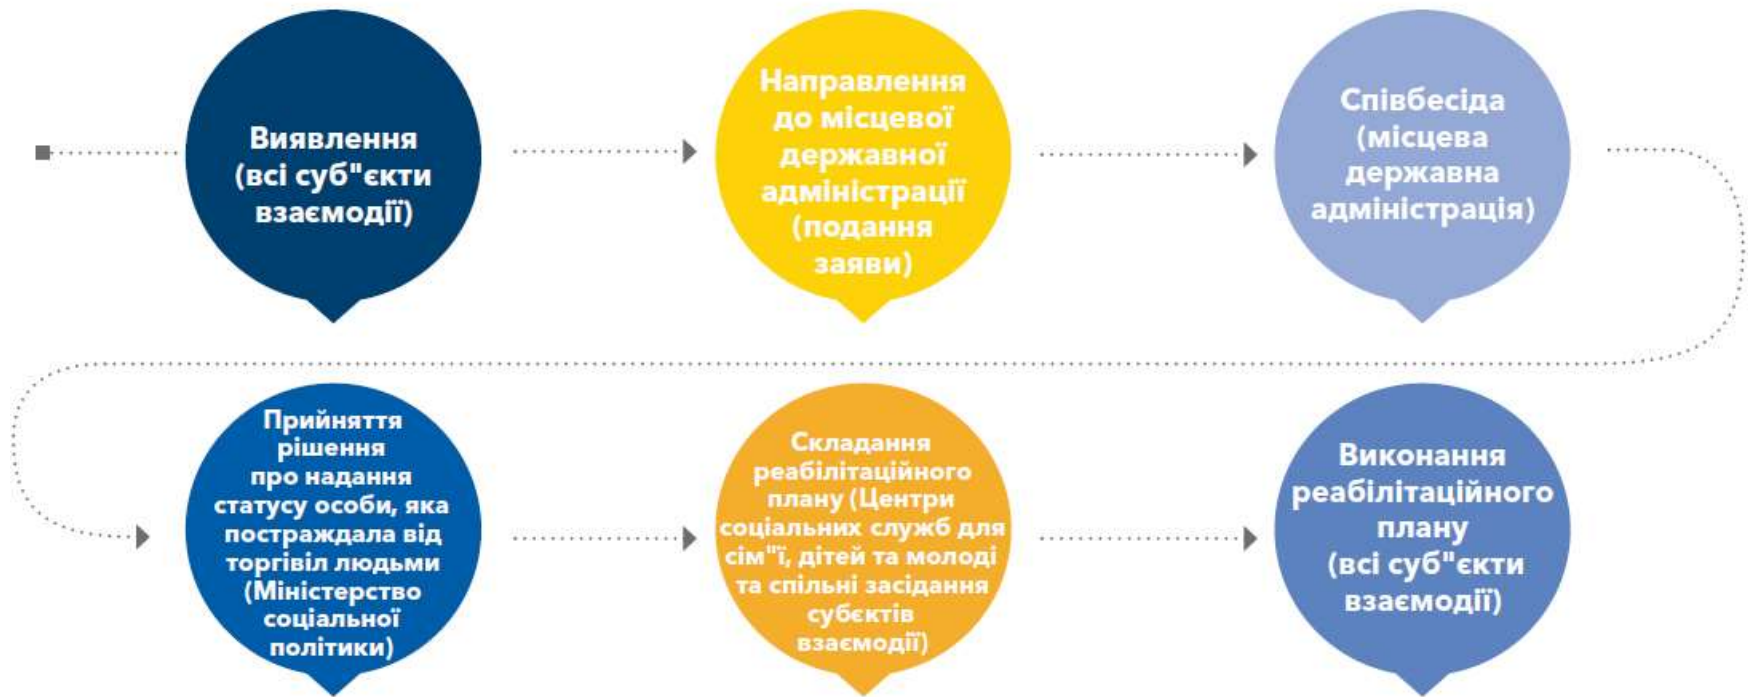 Виявлення
(всі суб"єкти
взаємодії)
Направлення
до місцевої
державної
адміністрації
(подання
заяви)
Співбесіда
(місцева
державна
адміністрація)
Прийняття
рішення
про надання
статусу особи, яка
постраждала від
торгівіл людьми
(Міністерство
соціальної
політики)
Складання
реабілітаційного
плану (Центри
соціальних служб для
сім"ї, дітей та молоді
та спільні засідання
субєктів
взаємодії)
Виконання
реабілітаційного
плану
(всі суб"єкти
взаємодії)